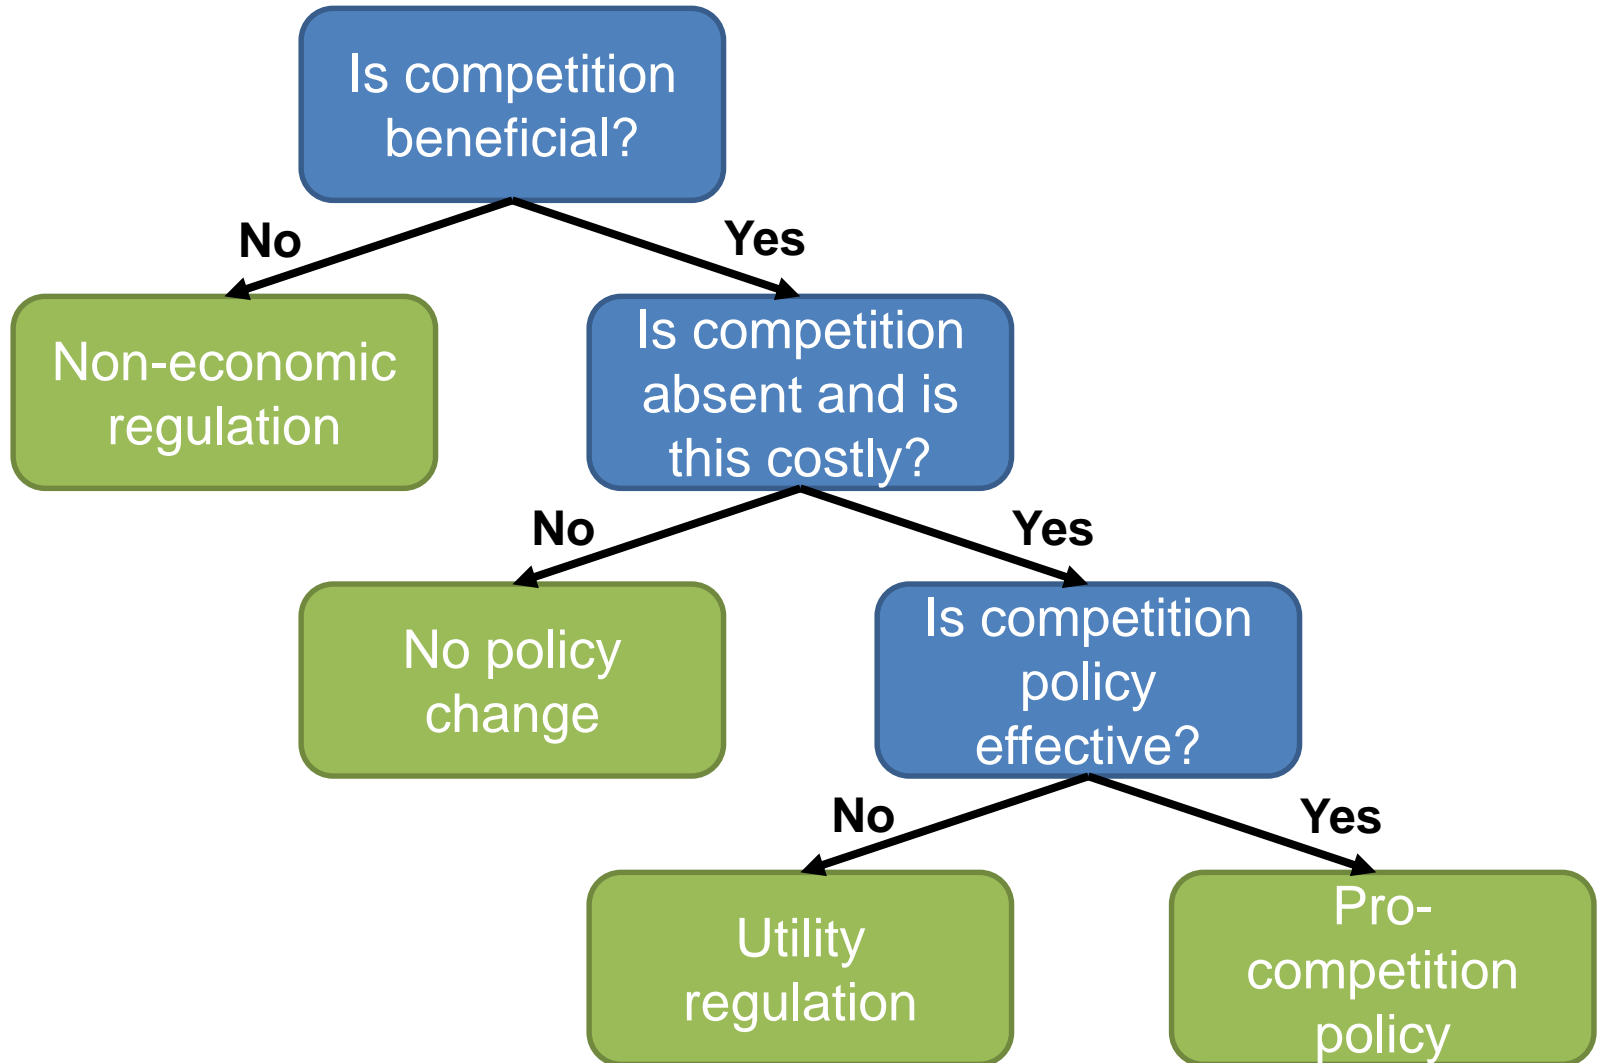 Is competition
beneficial?
No
Yes
Non-economic
regulation
Is competition
absent and is
this costly?
No
Yes
No policy
change
Is competition
policy
effective?
No
Yes
Utility
regulation
Pro-
competition
policy